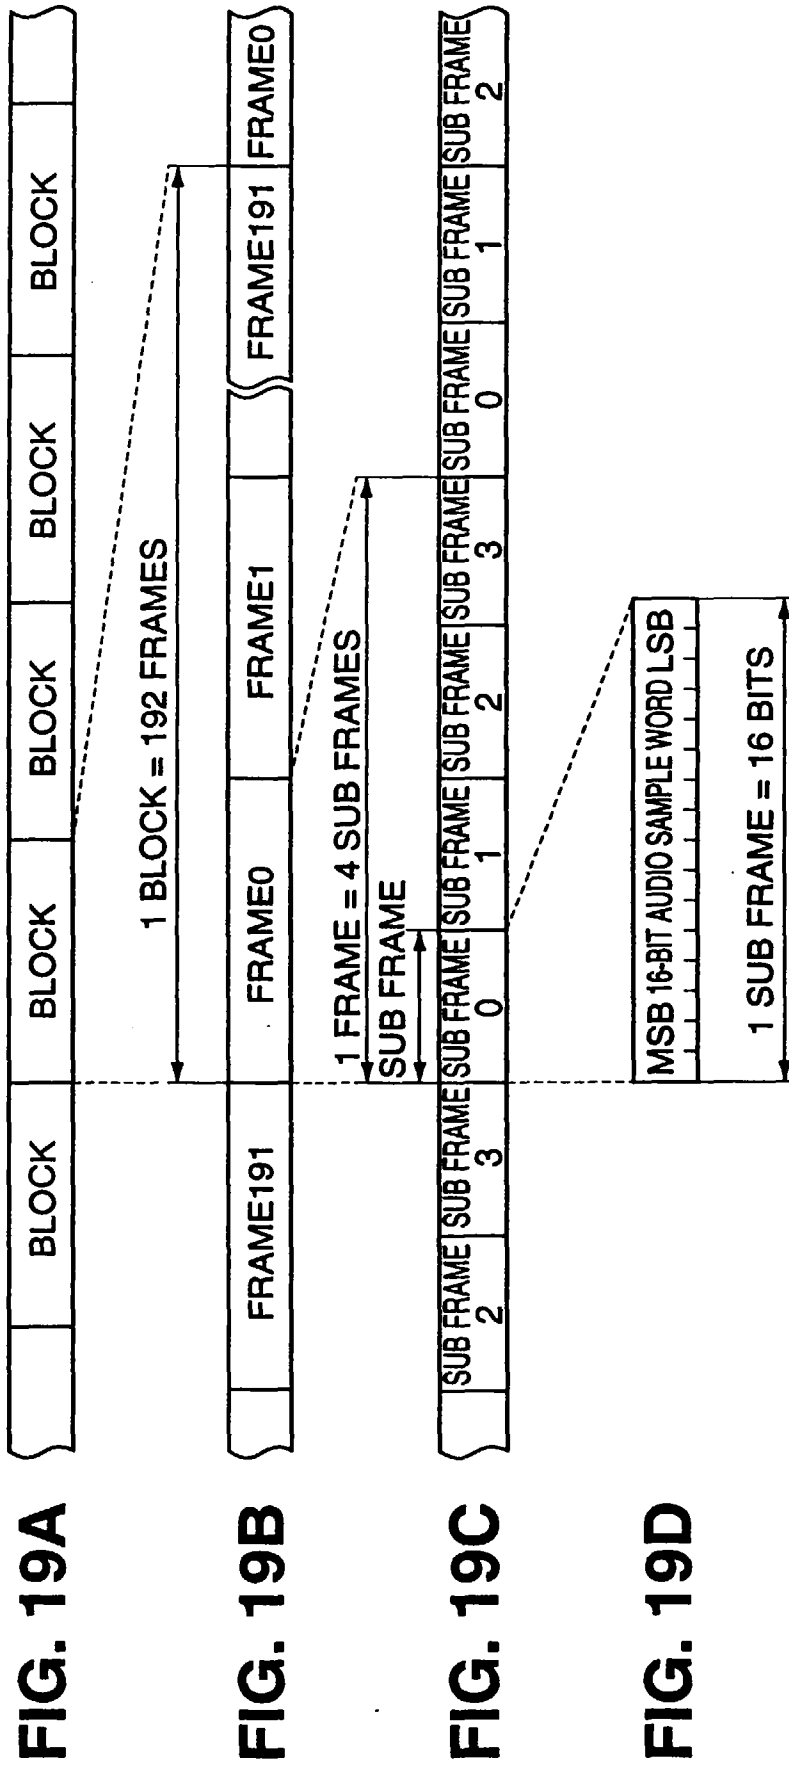 FIG. 19A
BLOCK
BLOCK
BLOCK
BLOCK
BLOCK
1 BLOCK = 192 FRAMES
FIG. 19B
FRAME191
FRAME0
FRAME1
FRAME191
FRAME0
1 FRAME = 4 SUB FRAMES
SUB FRAME
FIG. 19C
SUB FRAME
2
SUB FRAME
3
SUB FRAME
0
SUB FRAME
1
SUB FRAME
2
SUB FRAME
3
SUB FRAME
0
SUB FRAME
1
SUB FRAME
2
FIG. 19D
MSB 16-BIT AUDIO SAMPLE WORD LSB
1 SUB FRAME = 16 BITS